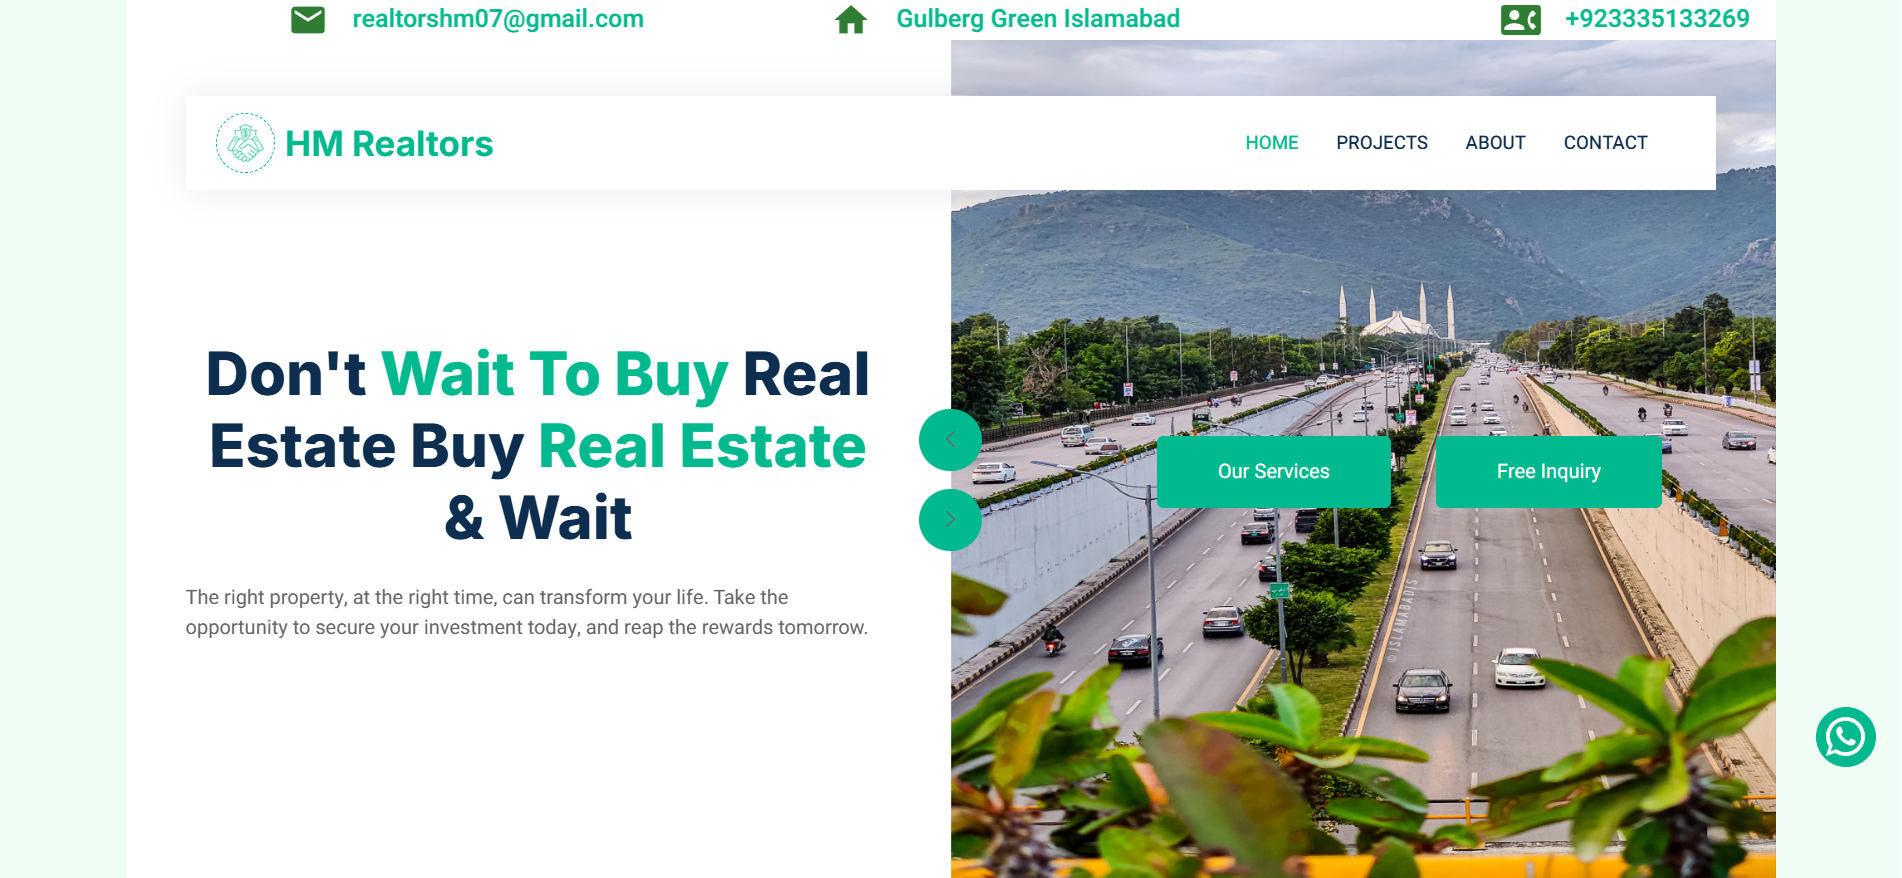 realtorshm07@gmail.com
Gulberg Green Islamabad
+923335133269
HM Realtors
HOME
PROJECTS
ABOUT
CONTACT
Don't Wait To Buy Real
Estate Buy Real Estate
& Wait
The right property, at the right time, can transform your life. Take the
opportunity to secure your investment today, and reap the rewards tomorrow.
Our Services
Free Inquiry
© ISLAMABADIS